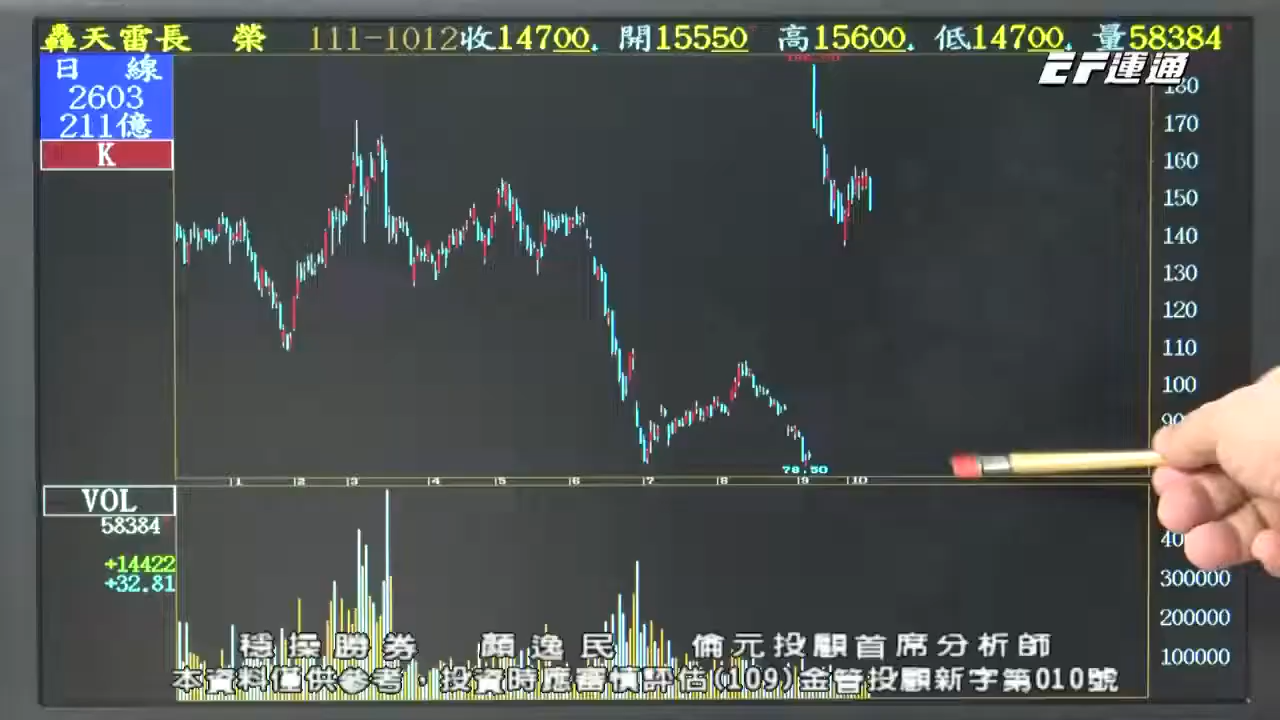 轟天雷長 榮 111-1012收14700. 開15550 高15600. 低14700. 量58384
EF運通
日 線
2603
211億
K
180
170
160
150
140
130
120
110
100
78.50
1 2 3 4 5 6 7 8 9 10
VOL
58384
+14422
+32.81
300000
200000
100000
穩操勝券 顏逸民 倫元投顧首席分析師
本資料僅供參考,投資時應審慎評估(109)金管投顧新字第010號